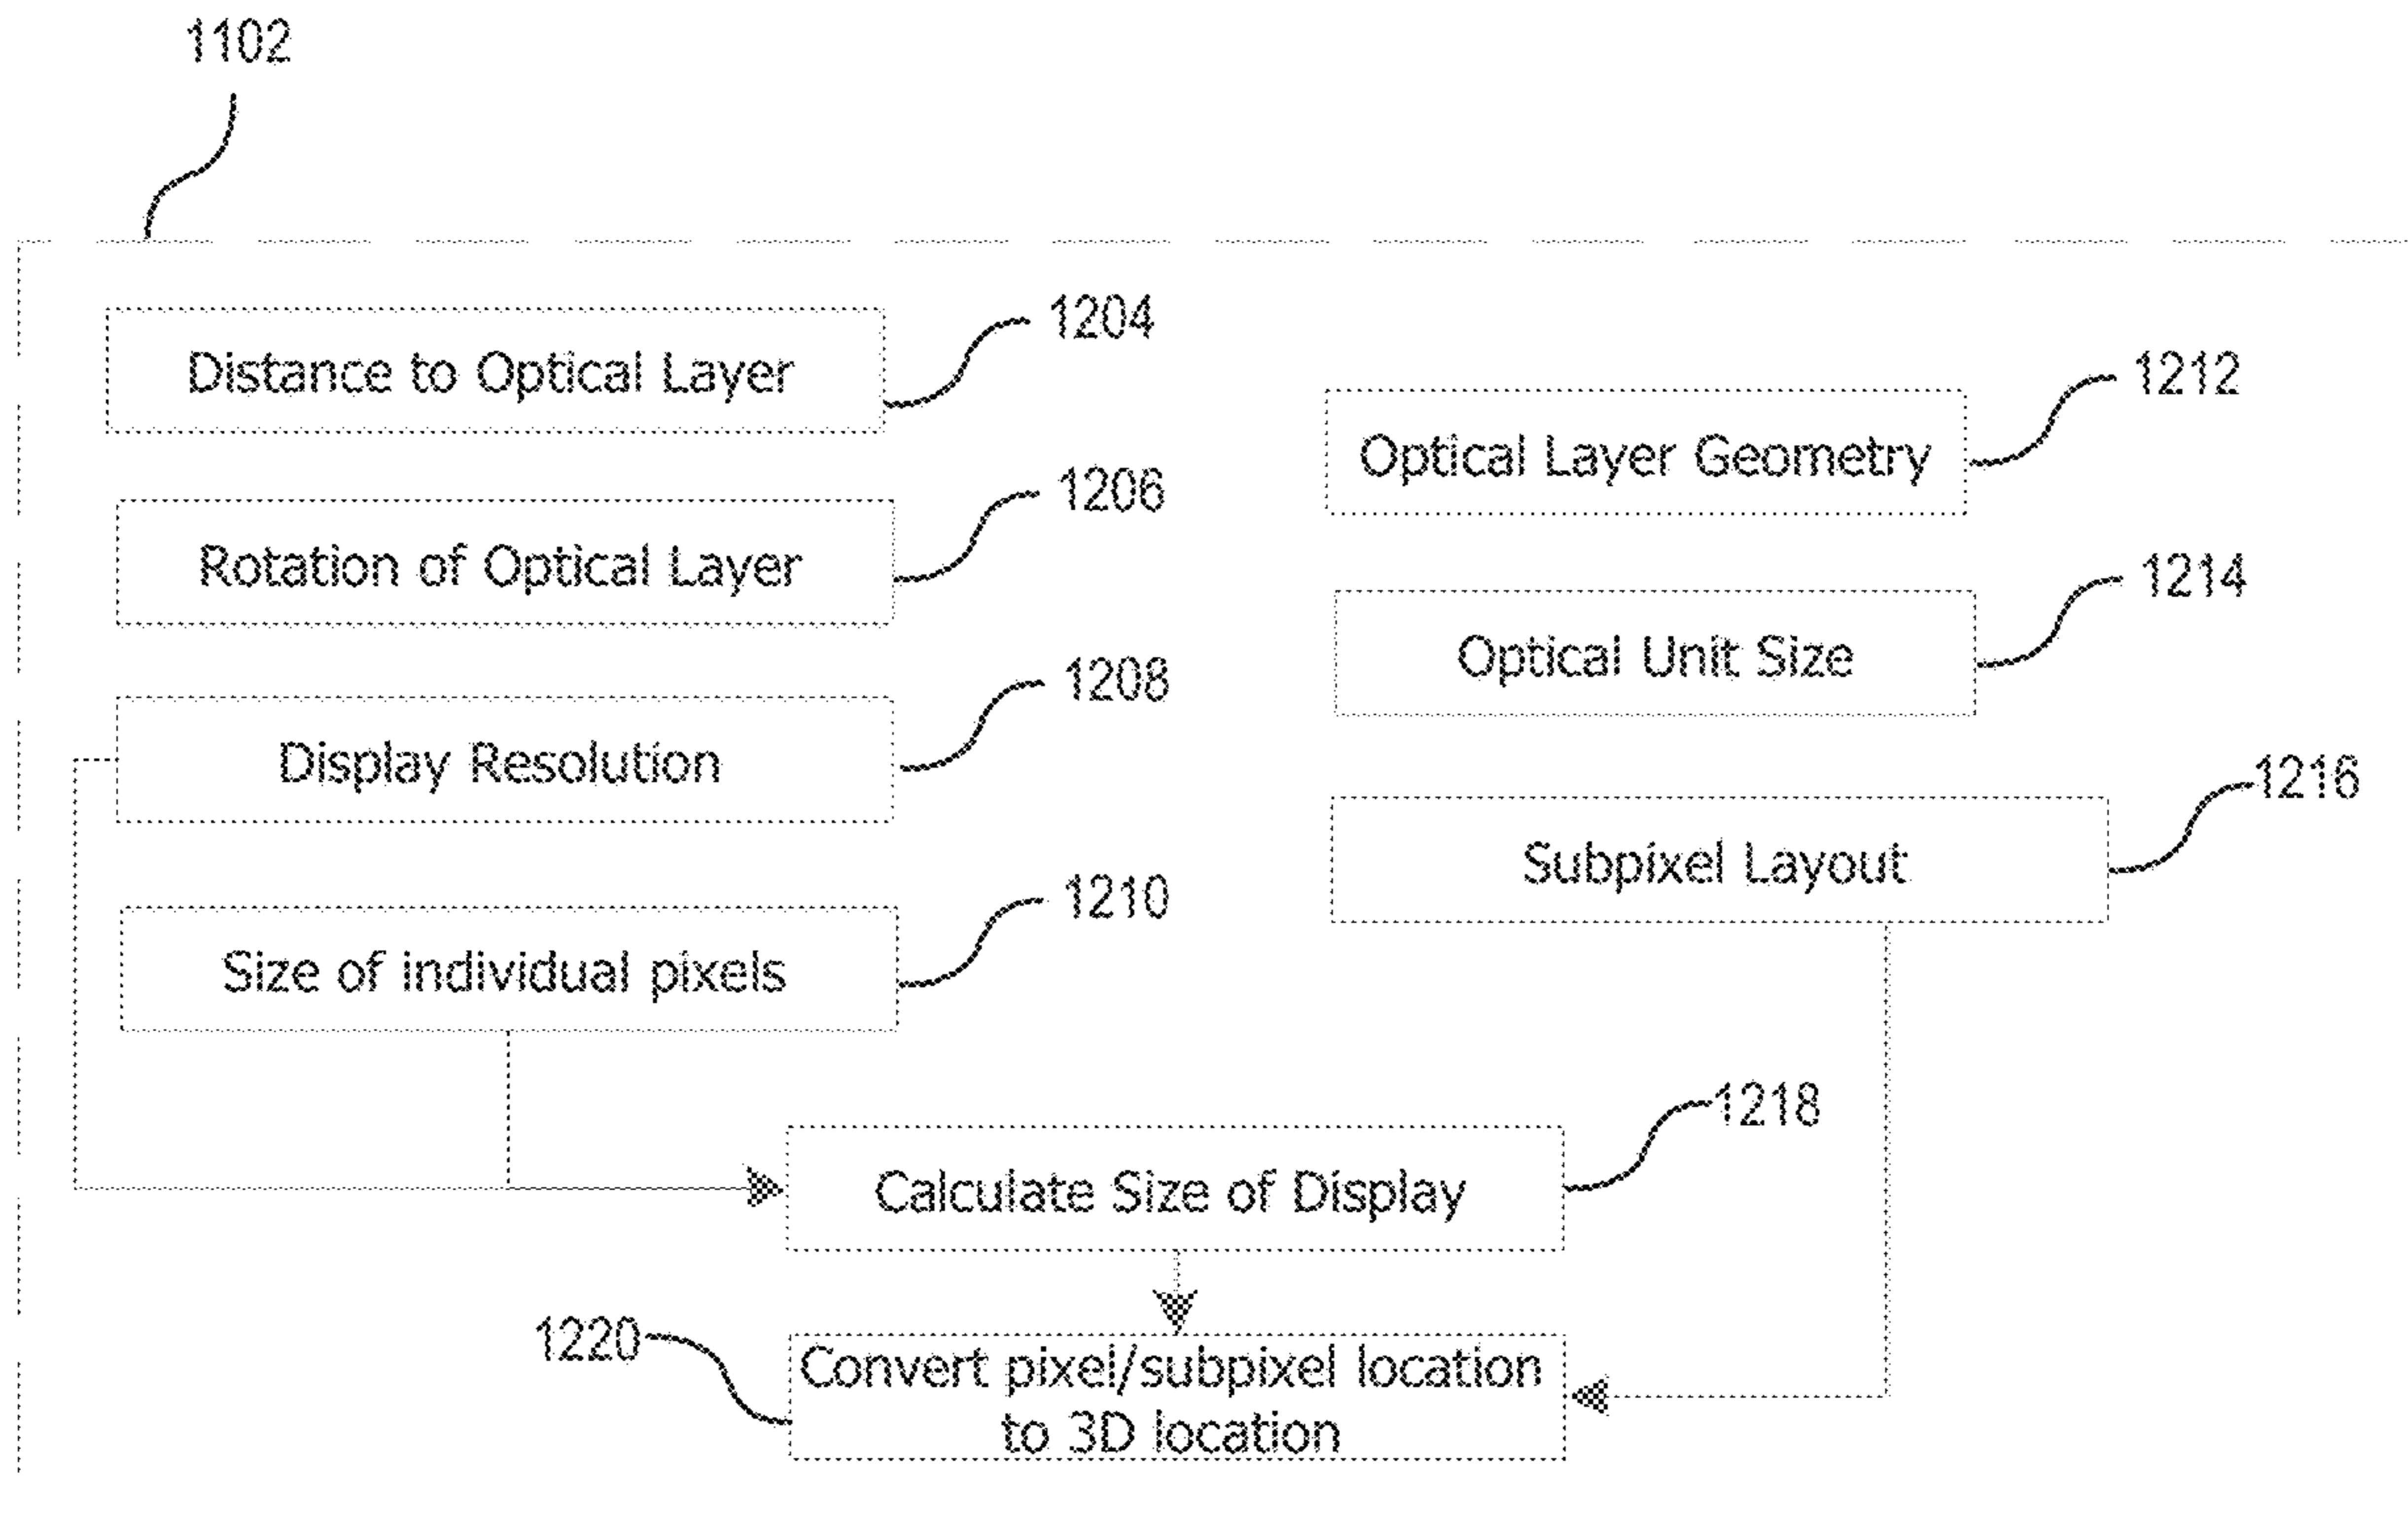 1102
Distance to Optical Layer
1204
Rotation of Optical Layer
1206
Display Resolution
1208
Size of individual pixels
1210
Optical Layer Geometry
1212
Optical Unit Size
1214
Subpixel Layout
1216
Calculate Size of Display
1218
1220
Convert pixel/subpixel location
to 3D location